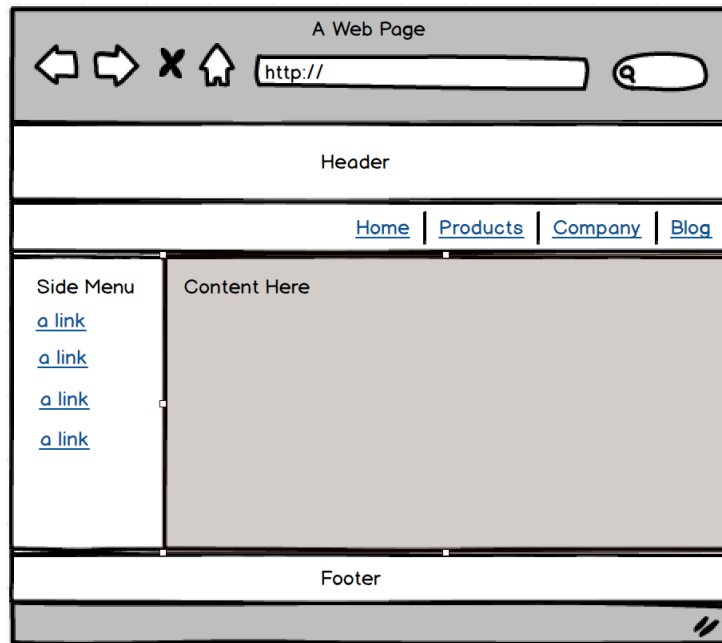 A Web Page
http://
Header
Home Products Company Blog
Side Menu
a link
a link
a link
a link
Content Here
Footer